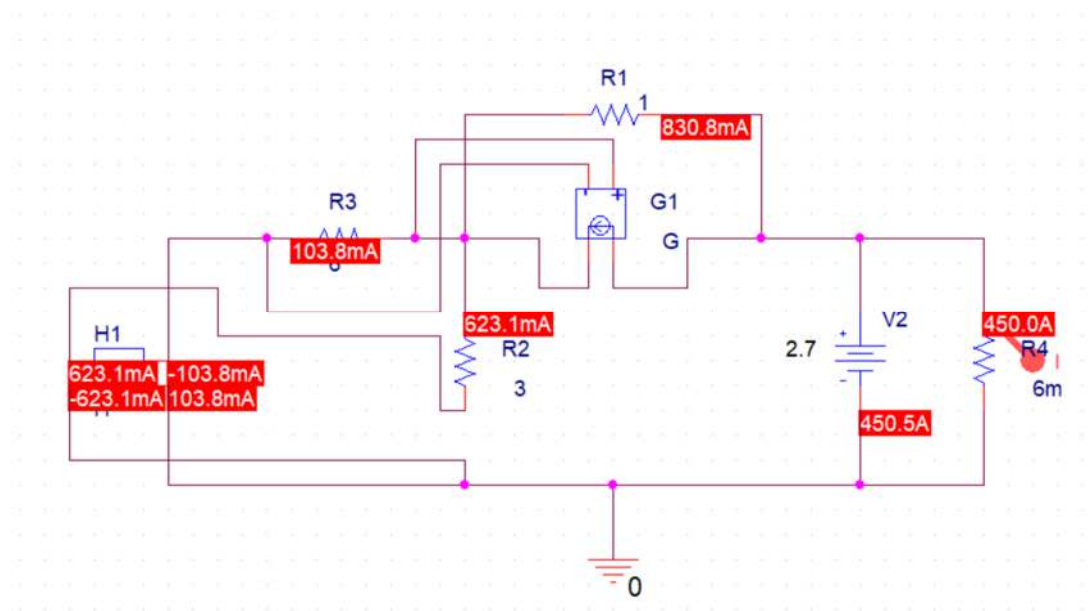 R1
1
830.8mA
- +
G1
G
R3
103.8mA
H1
623.1mA -103.8mA
-623.1mA 103.8mA
623.1mA
R2
3
+
V2
2.7
-
450.0A
R4
I
6m
450.5A
0